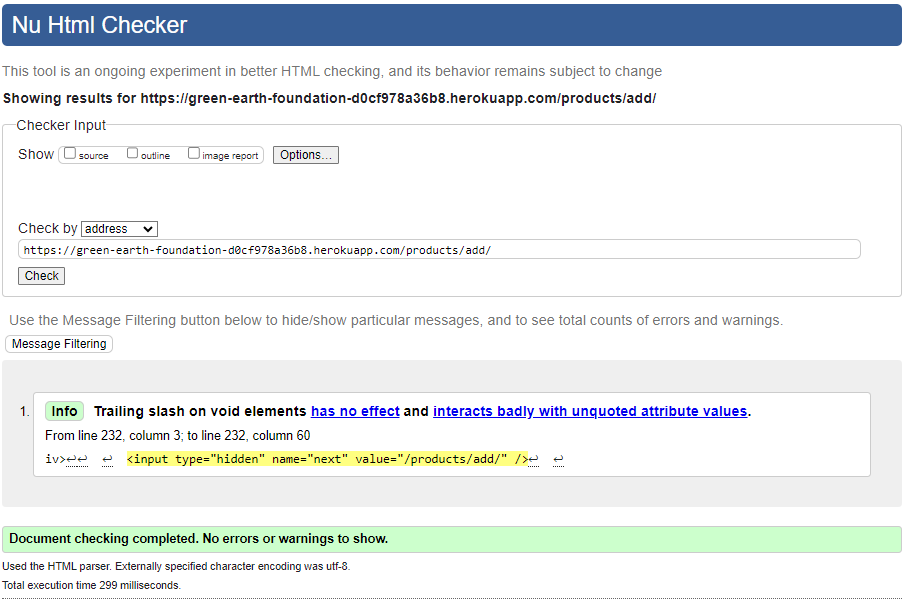 Nu Html Checker
This tool is an ongoing experiment in better HTML checking, and its behavior remains subject to change
Showing results for https://green-earth-foundation-d0cf978a36b8.herokuapp.com/products/add/
Checker Input
Show source outline image report Options...
Check by address
https://green-earth-foundation-d0cf978a36b8.herokuapp.com/products/add/
Check
Use the Message Filtering button below to hide/show particular messages, and to see total counts of errors and warnings.
Message Filtering
1. Info Trailing slash on void elements has no effect and interacts badly with unquoted attribute values.
From line 232, column 3; to line 232, column 60
iv>↩↩ ↩ <input type="hidden" name="next" value="/products/add/" />↩ ↩
Document checking completed. No errors or warnings to show.
Used the HTML parser. Externally specified character encoding was utf-8.
Total execution time 299 milliseconds.